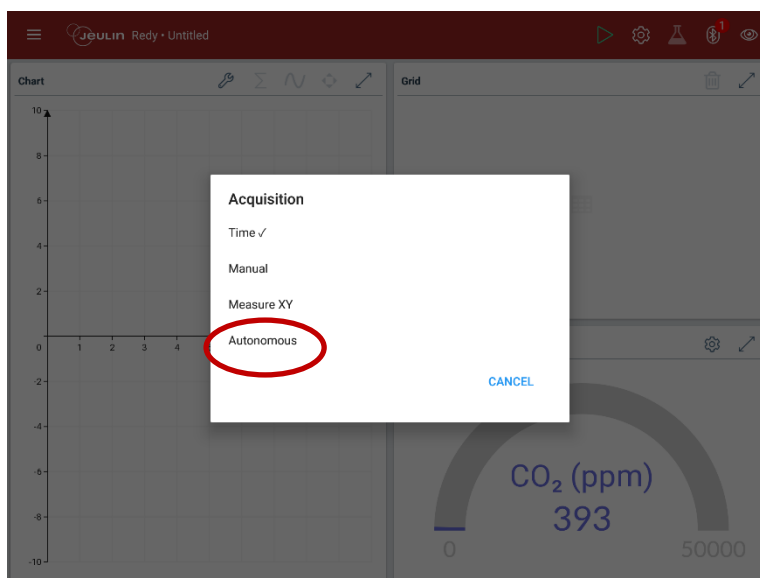 Jeulin Redy • Untitled
1
Chart
Grid
10
8
6
4
2
0
1 2 3 4
-2
-4
-6
-8
-10
Acquisition
Time ✓
Manual
Measure XY
Autonomous
CANCEL
CO₂ (ppm)
393
0
50000